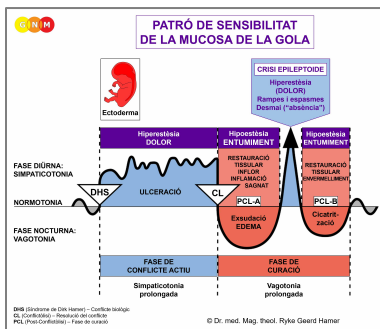 GNM
PATRÓ DE SENSIBILITAT
DE LA MUCOSA DE LA GOLA
CRISI EPILEPTOIDE
Hiperestèsia
(DOLOR)
Rampes i espasmes
Desmai ("absència")
Ectoderma
Hiperestèsia
DOLOR
Hipoestèsia
ENTUMIMENT
Hipoestèsia
ENTUMIMENT
FASE DIÜRNA:
SIMPATICOTONIA
RESTAURACIÓ
TISSULAR
INFLOR
INFLAMACIÓ
SAGNAT
RESTAURACIÓ
TISSULAR
ENVERMELLIMENT
DHS
ULCERACIÓ
CL
NORMOTONIA
PCL-A
PCL-B
FASE NOCTURNA:
VAGOTONIA
Exsudació
EDEMA
Cicatrit-
zació
FASE DE
CONFLICTE ACTIU
FASE DE
CURACIÓ
Simpaticotonia
prolongada
Vagotonia
prolongada
DHS (Síndrome de Dirk Hamer) – Conflicte biològic
CL (Conflictòlisi) – Resolució del conflicte
PCL (Post-Conflictòlisi) – Fase de curació
© Dr. med. Mag. theol. Ryke Geerd Hamer